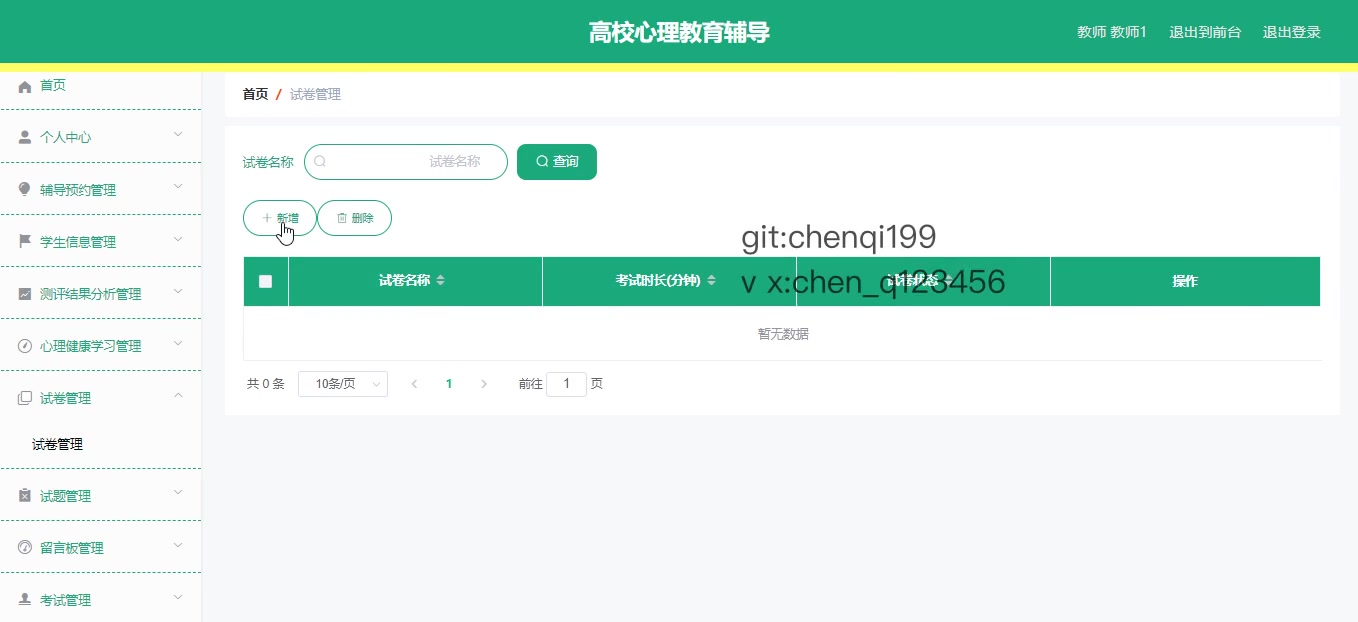 高校心理教育辅导
教师 教师1 退出到前台 退出登录
首页
个人中心
辅导预约管理
学生信息管理
测评结果分析管理
心理健康学习管理
试卷管理
试卷管理
试题管理
留言板管理
考试管理
首页 / 试卷管理
试卷名称 试卷名称 查询
新增 删除
git:chenqi199
v x:chen_q123456
试卷名称 考试时长(分钟) 试卷状态 操作
暂无数据
共 0 条 10条/页 1 前往 1 页